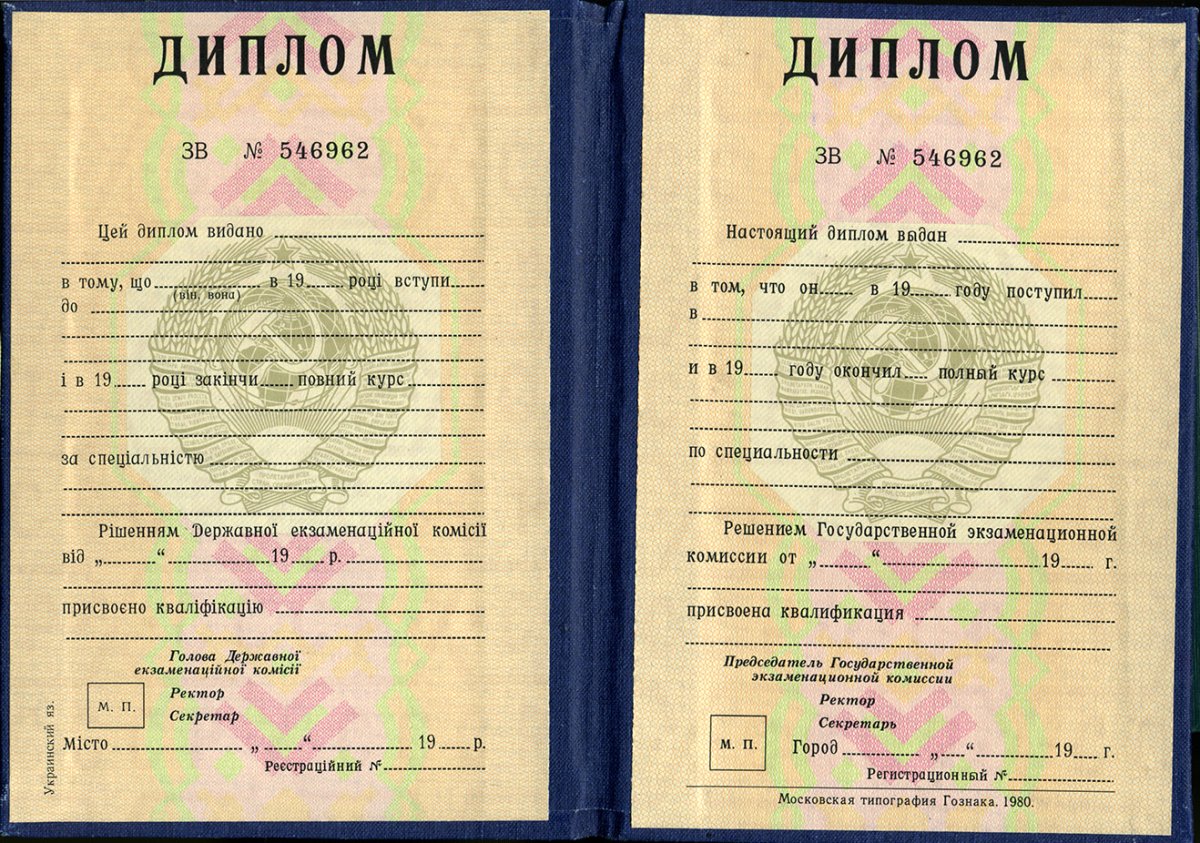 ДИПЛОМ
ЗВ № 546962
Цей диплом видано
в тому, що в 19 році вступи
(він, вона)
до
і в 19 році закінчи повний курс
за спеціальністю
Рішенням Державної екзаменаційної комісії
від „ “ 19 р.
присвоєно кваліфікацію
Голова Державної
екзаменаційної комісії
Ректор
М. П.
Секретар
Місто „ “ 19 р.
Реєстраційний №
Украинский яз.
ДИПЛОМ
ЗВ № 546962
Настоящий диплом выдан
в том, что он в 19 году поступил
в
и в 19 году окончил полный курс
по специальности
Решением Государственной экзаменационной
комиссии от „ “ 19 г.
присвоена квалификация
Председатель Государственной
экзаменационной комиссии
Ректор
Секретарь
М. П.
Город „ “ 19 г.
Регистрационный №
Московская типография Гознака. 1980.